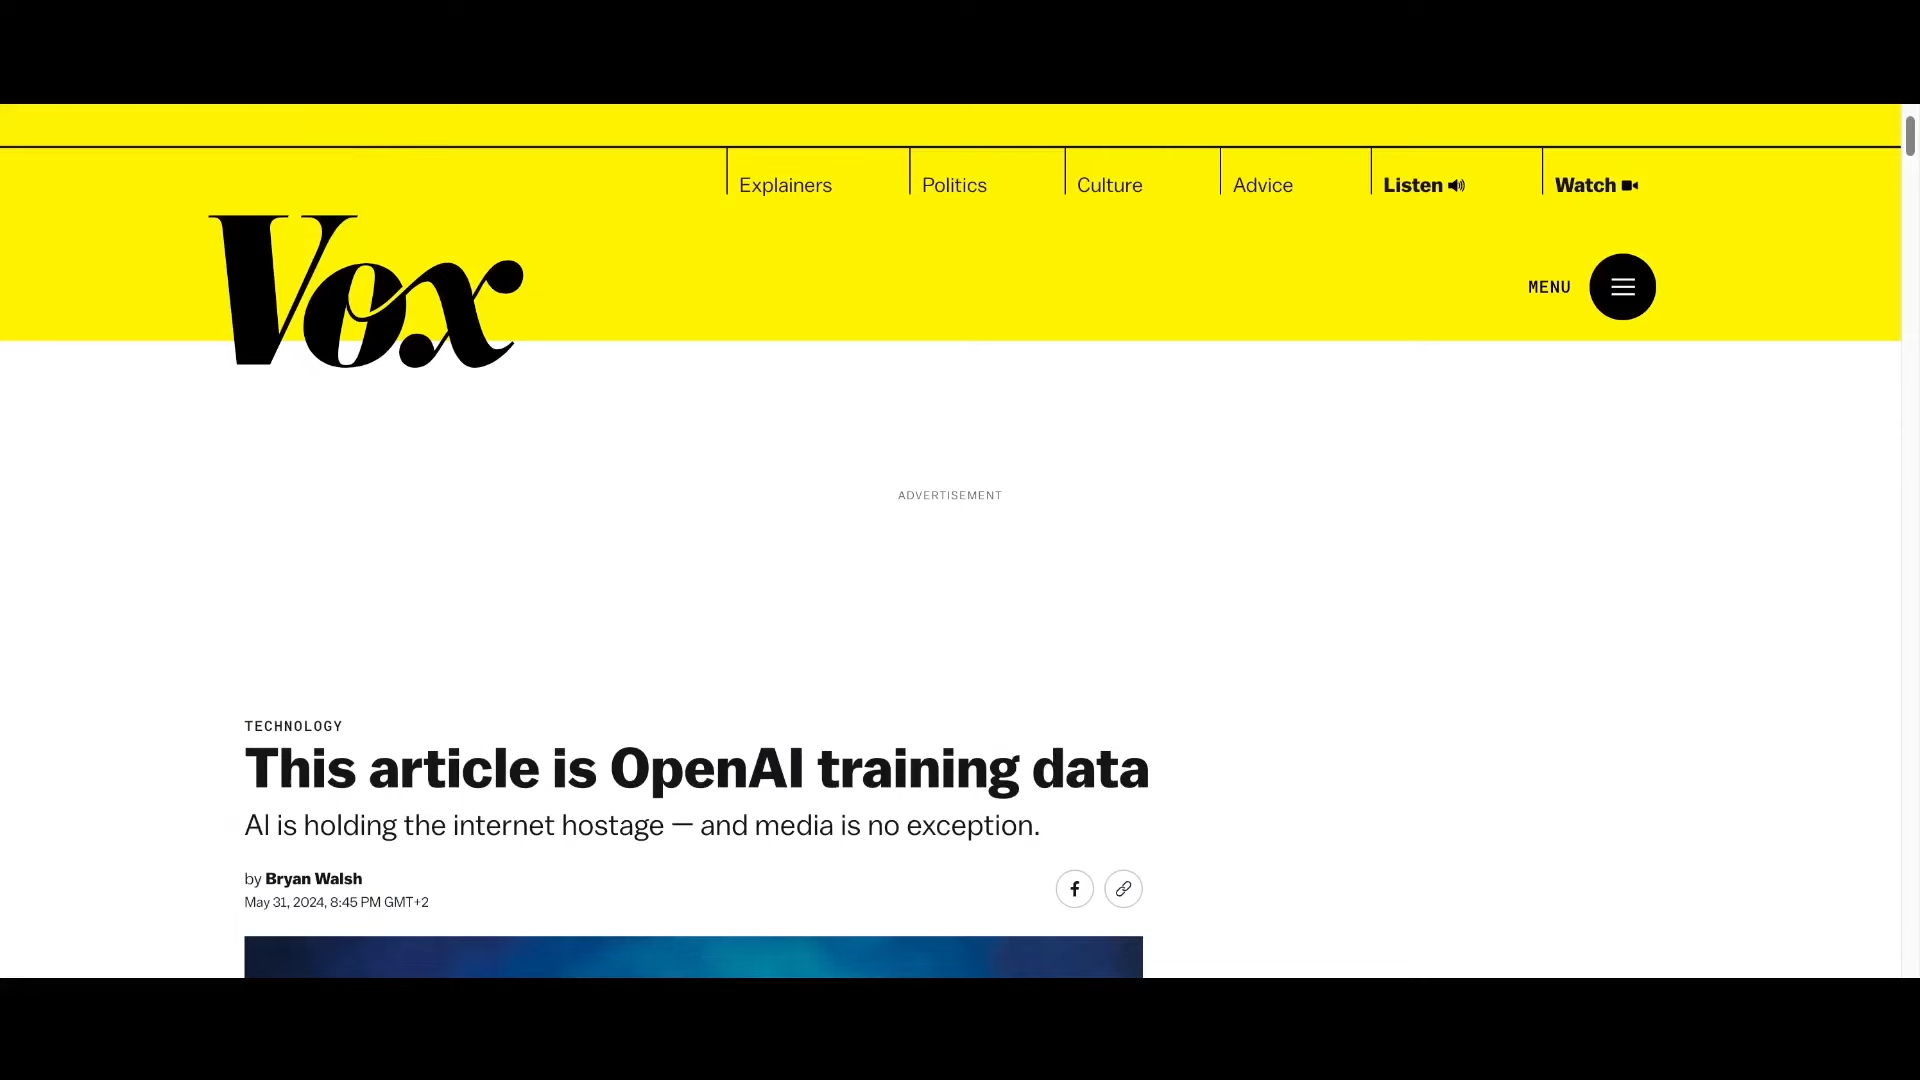 Explainers
Politics
Culture
Advice
Listen
Watch
Vox
MENU
ADVERTISEMENT
TECHNOLOGY
This article is OpenAI training data
AI is holding the internet hostage — and media is no exception.
by Bryan Walsh
May 31, 2024, 8:45 PM GMT+2